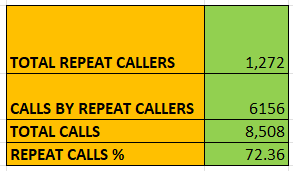 TOTAL REPEAT CALLERS 1,272
CALLS BY REPEAT CALLERS 6156
TOTAL CALLS 8,508
REPEAT CALLS % 72.36